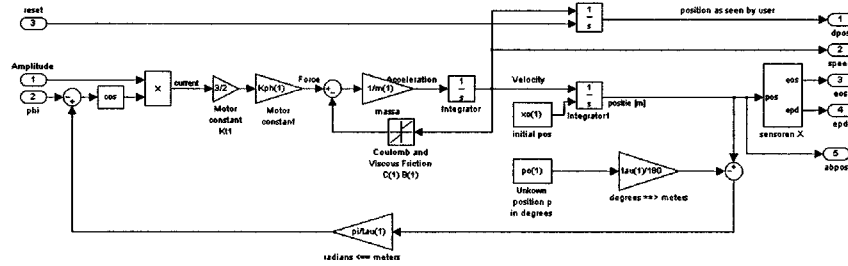 reset
3
1
s
position as seen by user
1
dpos
2
speed
Amplitude
1
2
phi
cos
×
current
3/2
Motor
constant
Kt1
Kph(1)
Motor
constant
Force
1/m(1)
massa
Acceleration
1
s
Integrator
Velocity
1
s
Integrator1
xo(1)
initial pos
positie [m]
pos
eos
epd
sensoren X
3
eos
4
epd
5
abpos
Coulomb and
Viscous Friction
C(1) B(1)
po(1)
Unkown
position p
in degrees
tau(1)/180
degrees ==> meters
pi/tau(1)
radians <== meters